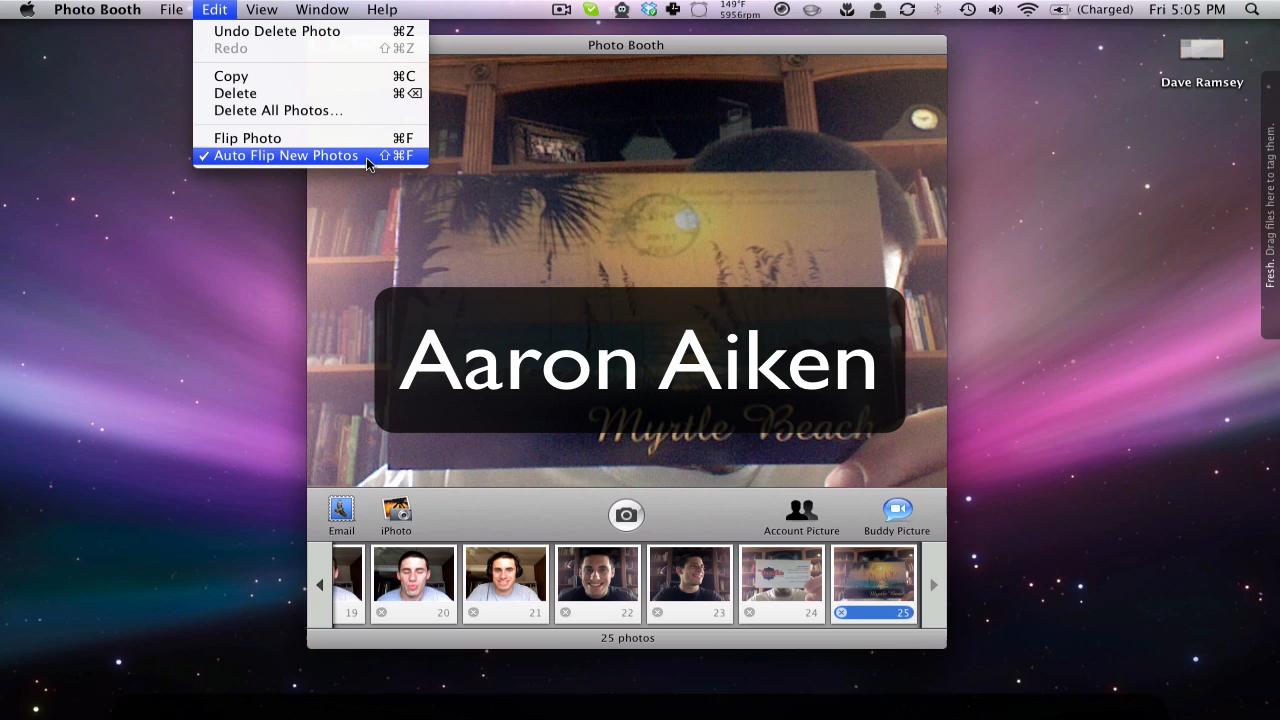 Photo Booth File Edit View Window Help 149°F 5956rpm (Charged) Fri 5:05 PM
Undo Delete Photo ⌘Z
Redo ⇧⌘Z
Copy ⌘C
Delete ⌘⌫
Delete All Photos…
Flip Photo ⌘F
✓ Auto Flip New Photos ⇧⌘F
Photo Booth
Dave Ramsey
Fresh. Drag files here to tag them.
Aaron Aiken
Myrtle Beach
Email iPhoto Account Picture Buddy Picture
19 20 21 22 23 24 25
25 photos